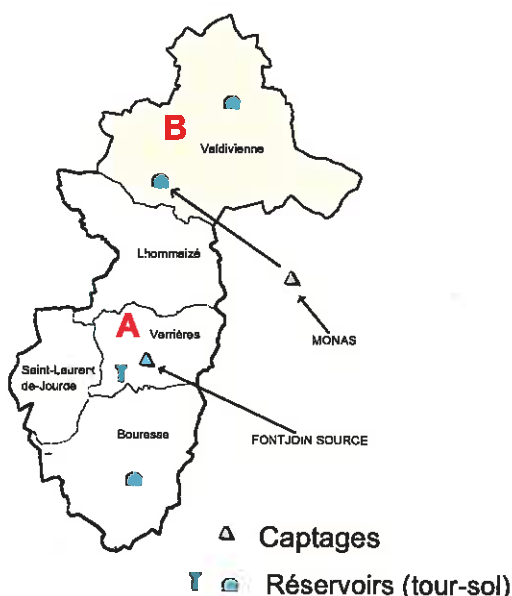 B
Valdivienne
Lhommaizé
A
Verrières
MONAS
Saint-Laurent
de-Jourde
Bouresse
FONTJOIN SOURCE
Captages
Réservoirs (tour-sol)